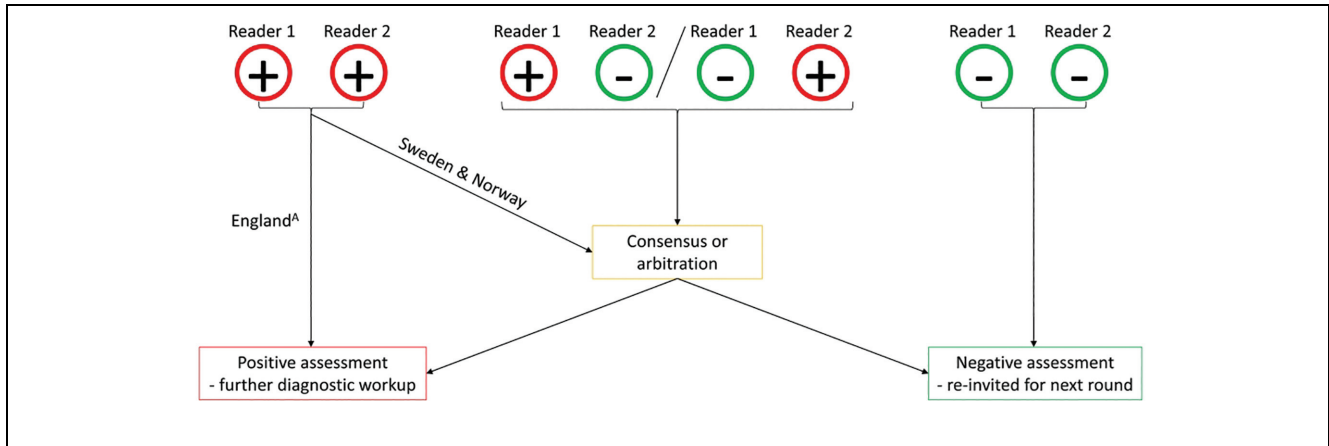 Reader 1 Reader 2 Reader 1 Reader 2 / Reader 1 Reader 2 Reader 1 Reader 2
+ + + - - + - -
Sweden & Norway
Englandᴬ
Consensus or
arbitration
Positive assessment
- further diagnostic workup
Negative assessment
- re-invited for next round